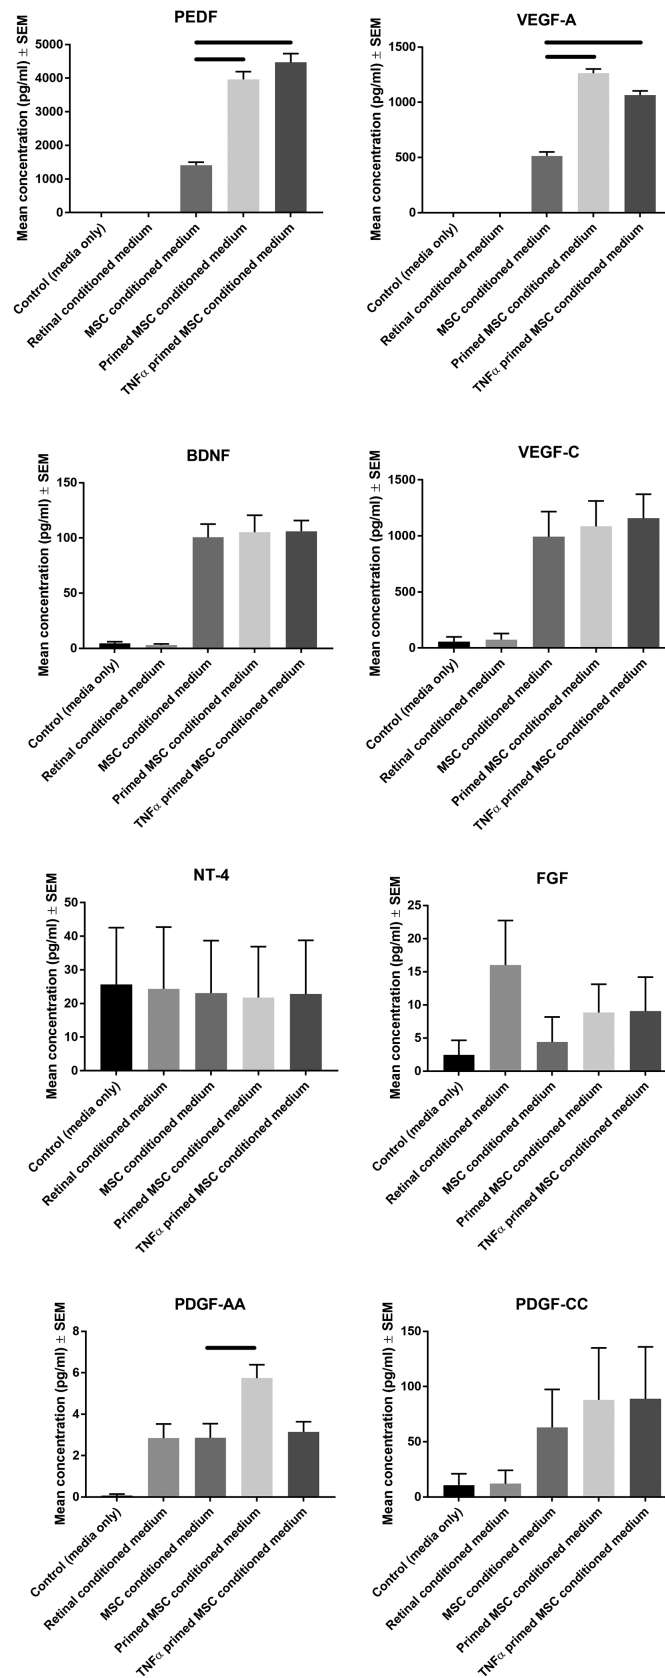 PEDF
Mean concentration (pg/ml) ± SEM
5000
4000
3000
2000
1000
0
Control (media only)
Retinal conditioned medium
MSC conditioned medium
Primed MSC conditioned medium
TNFα primed MSC conditioned medium
VEGF-A
Mean concentration (pg/ml) ± SEM
1500
1000
500
0
Control (media only)
Retinal conditioned medium
MSC conditioned medium
Primed MSC conditioned medium
TNFα primed MSC conditioned medium
BDNF
Mean concentration (pg/ml) ± SEM
150
100
50
0
Control (media only)
Retinal conditioned medium
MSC conditioned medium
Primed MSC conditioned medium
TNFα primed MSC conditioned medium
VEGF-C
Mean concentration (pg/ml) ± SEM
1500
1000
500
0
Control (media only)
Retinal conditioned medium
MSC conditioned medium
Primed MSC conditioned medium
TNFα primed MSC conditioned medium
NT-4
Mean concentration (pg/ml) ± SEM
50
40
30
20
10
0
Control (media only)
Retinal conditioned medium
MSC conditioned medium
Primed MSC conditioned medium
TNFα primed MSC conditioned medium
FGF
Mean concentration (pg/ml) ± SEM
25
20
15
10
5
0
Control (media only)
Retinal conditioned medium
MSC conditioned medium
Primed MSC conditioned medium
TNFα primed MSC conditioned medium
PDGF-AA
Mean concentration (pg/ml) ± SEM
8
6
4
2
0
Control (media only)
Retinal conditioned medium
MSC conditioned medium
Primed MSC conditioned medium
TNFα primed MSC conditioned medium
PDGF-CC
Mean concentration (pg/ml) ± SEM
150
100
50
0
Control (media only)
Retinal conditioned medium
MSC conditioned medium
Primed MSC conditioned medium
TNFα primed MSC conditioned medium